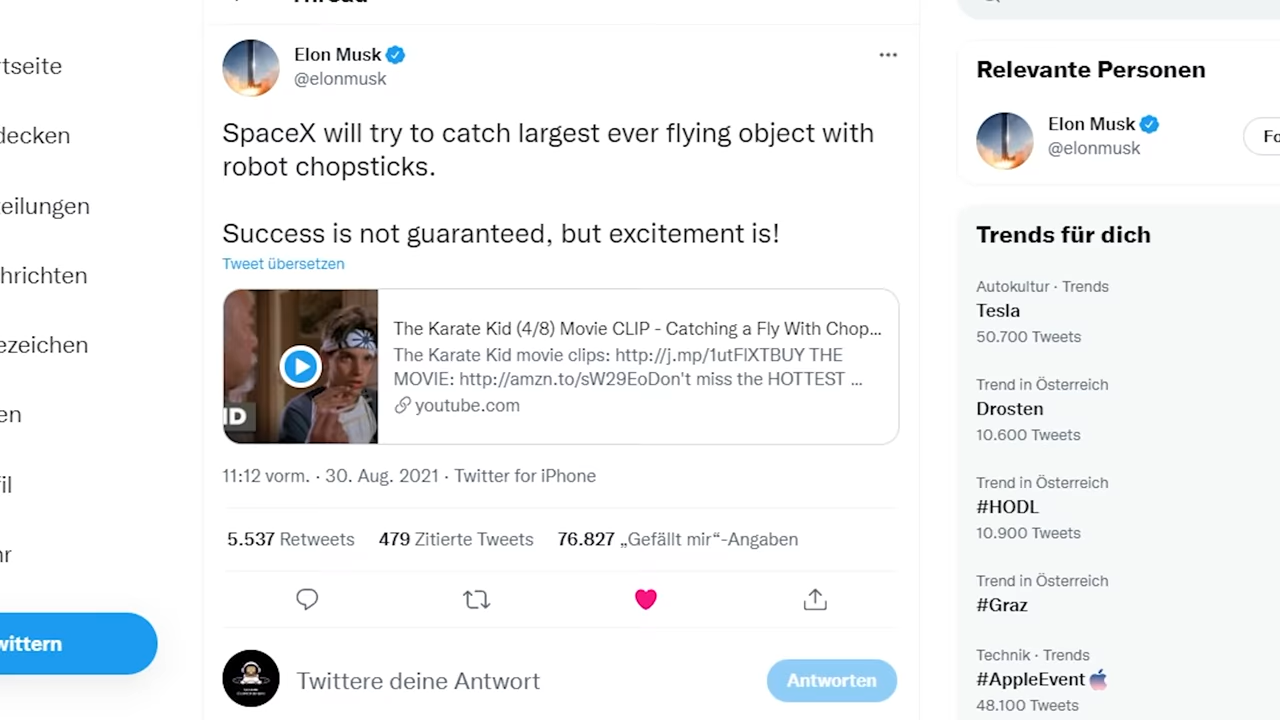 rtseite
decken
eilungen
hrichten
ezeichen
en
il
r
wittern
Thread
Elon Musk
@elonmusk
SpaceX will try to catch largest ever flying object with
robot chopsticks.
Success is not guaranteed, but excitement is!
Tweet übersetzen
The Karate Kid (4/8) Movie CLIP - Catching a Fly With Chop...
The Karate Kid movie clips: http://j.mp/1utFlXTBUY THE
MOVIE: http://amzn.to/sW29EoDon't miss the HOTTEST ...
youtube.com
11:12 vorm. · 30. Aug. 2021 · Twitter for iPhone
5.537 Retweets 479 Zitierte Tweets 76.827 „Gefällt mir“-Angaben
Twittere deine Antwort
Antworten
Relevante Personen
Elon Musk
@elonmusk
Fo
Trends für dich
Autokultur · Trends
Tesla
50.700 Tweets
Trend in Österreich
Drosten
10.600 Tweets
Trend in Österreich
#HODL
10.900 Tweets
Trend in Österreich
#Graz
Technik · Trends
#AppleEvent
48.100 Tweets